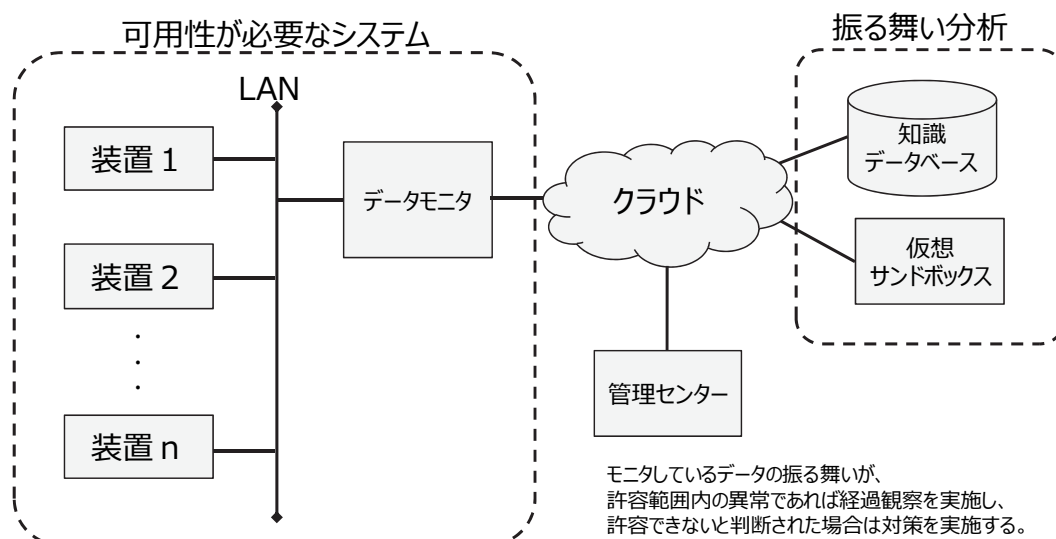 可用性が必要なシステム
振る舞い分析
LAN
装置1
データモニタ
クラウド
知識
データベース
装置2
仮想
サンドボックス
・
・
・
管理センター
装置n
モニタしているデータの振る舞いが、
許容範囲内の異常であれば経過観察を実施し、
許容できないと判断された場合は対策を実施する。